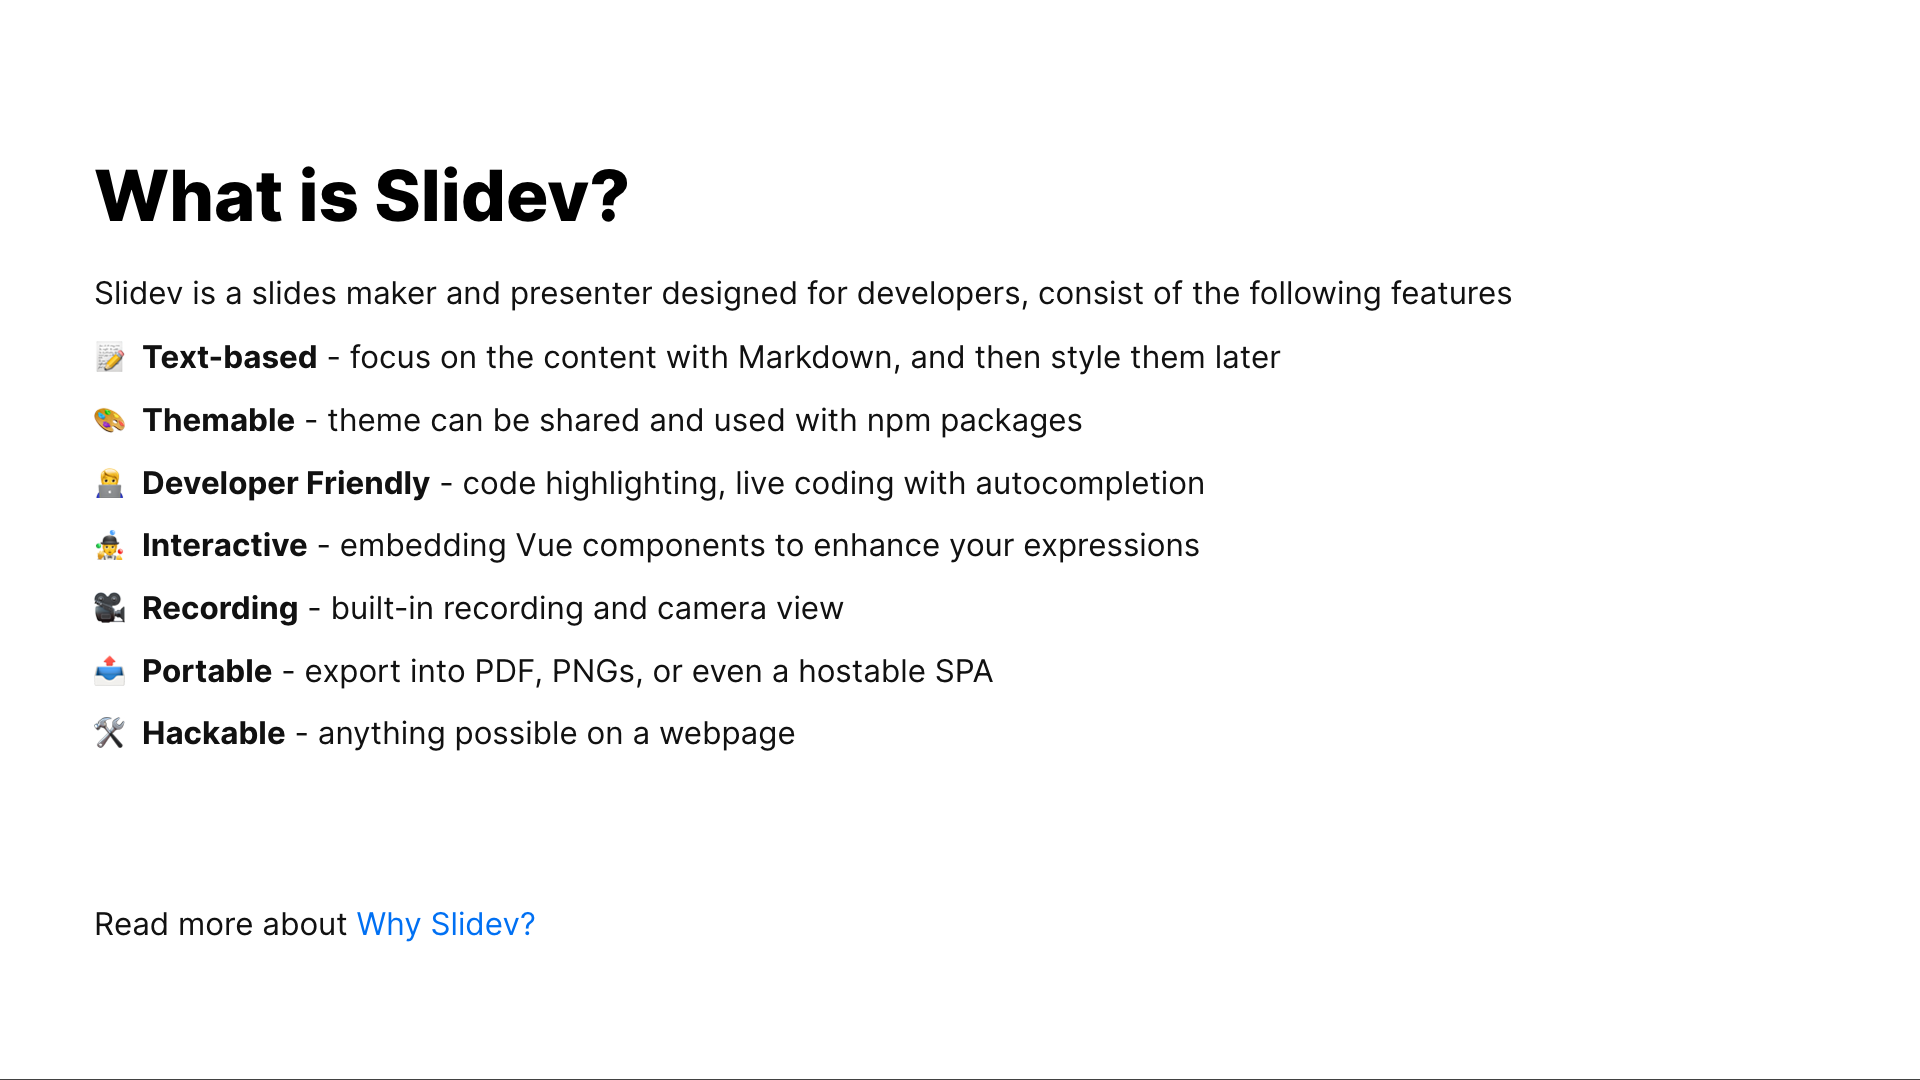 What is Slidev?
Slidev is a slides maker and presenter designed for developers, consist of the following features
📝 Text-based - focus on the content with Markdown, and then style them later
🎨 Themable - theme can be shared and used with npm packages
🧑‍💻 Developer Friendly - code highlighting, live coding with autocompletion
🤹 Interactive - embedding Vue components to enhance your expressions
🎥 Recording - built-in recording and camera view
📤 Portable - export into PDF, PNGs, or even a hostable SPA
🛠 Hackable - anything possible on a webpage
Read more about Why Slidev?